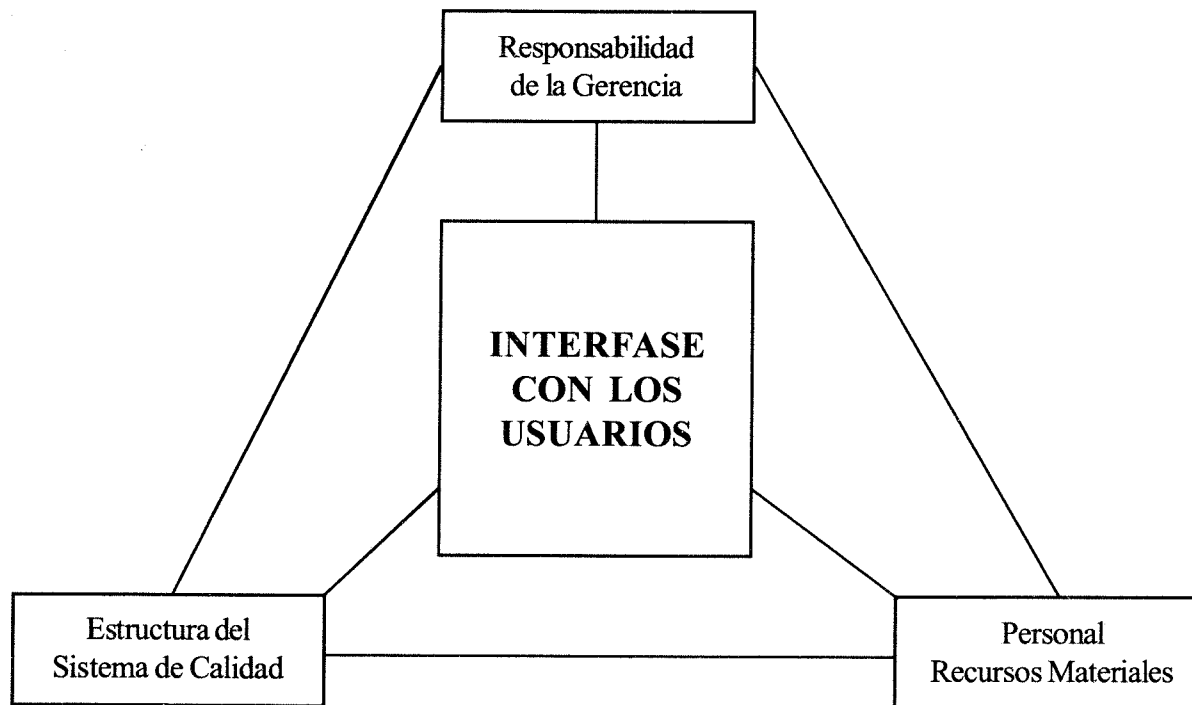 Responsabilidad
de la Gerencia
INTERFASE
CON LOS
USUARIOS
Estructura del
Sistema de Calidad
Personal
Recursos Materiales